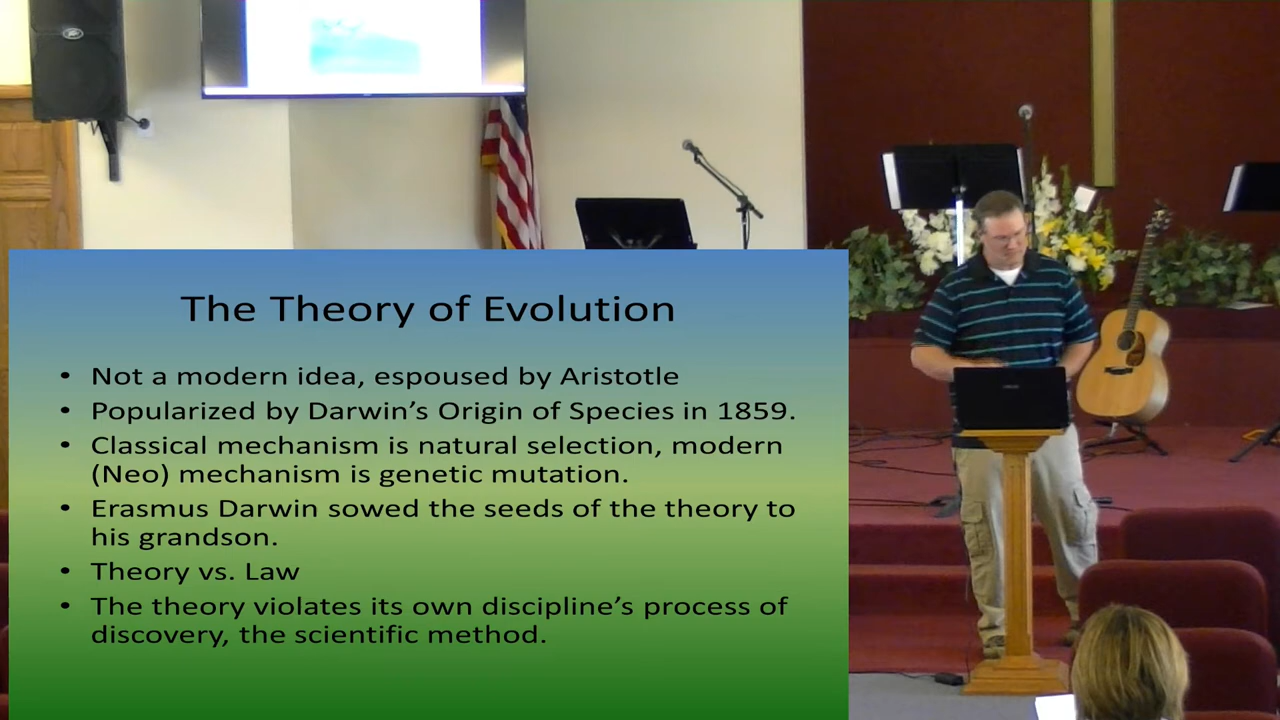 The Theory of Evolution
• Not a modern idea, espoused by Aristotle
• Popularized by Darwin's Origin of Species in 1859.
• Classical mechanism is natural selection, modern
(Neo) mechanism is genetic mutation.
• Erasmus Darwin sowed the seeds of the theory to
his grandson.
• Theory vs. Law
• The theory violates its own discipline's process of
discovery, the scientific method.